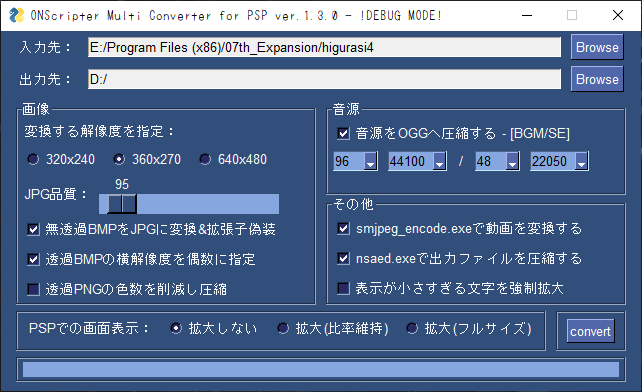 ONScripter Multi Converter for PSP ver.1.3.0 - !DEBUG MODE!
入力先： E:/Program Files (x86)/07th_Expansion/higurasi4 Browse
出力先： D:/ Browse
画像
変換する解像度を指定：
320x240 360x270 640x480
95
JPG品質：
無透過BMPをJPGに変換&拡張子偽装
透過BMPの横解像度を偶数に指定
透過PNGの色数を削減し圧縮
音源
音源をOGGへ圧縮する - [BGM/SE]
96 44100 / 48 22050
その他
smjpeg_encode.exeで動画を変換する
nsaed.exeで出力ファイルを圧縮する
表示が小さすぎる文字を強制拡大
PSPでの画面表示： 拡大しない 拡大(比率維持) 拡大(フルサイズ) convert